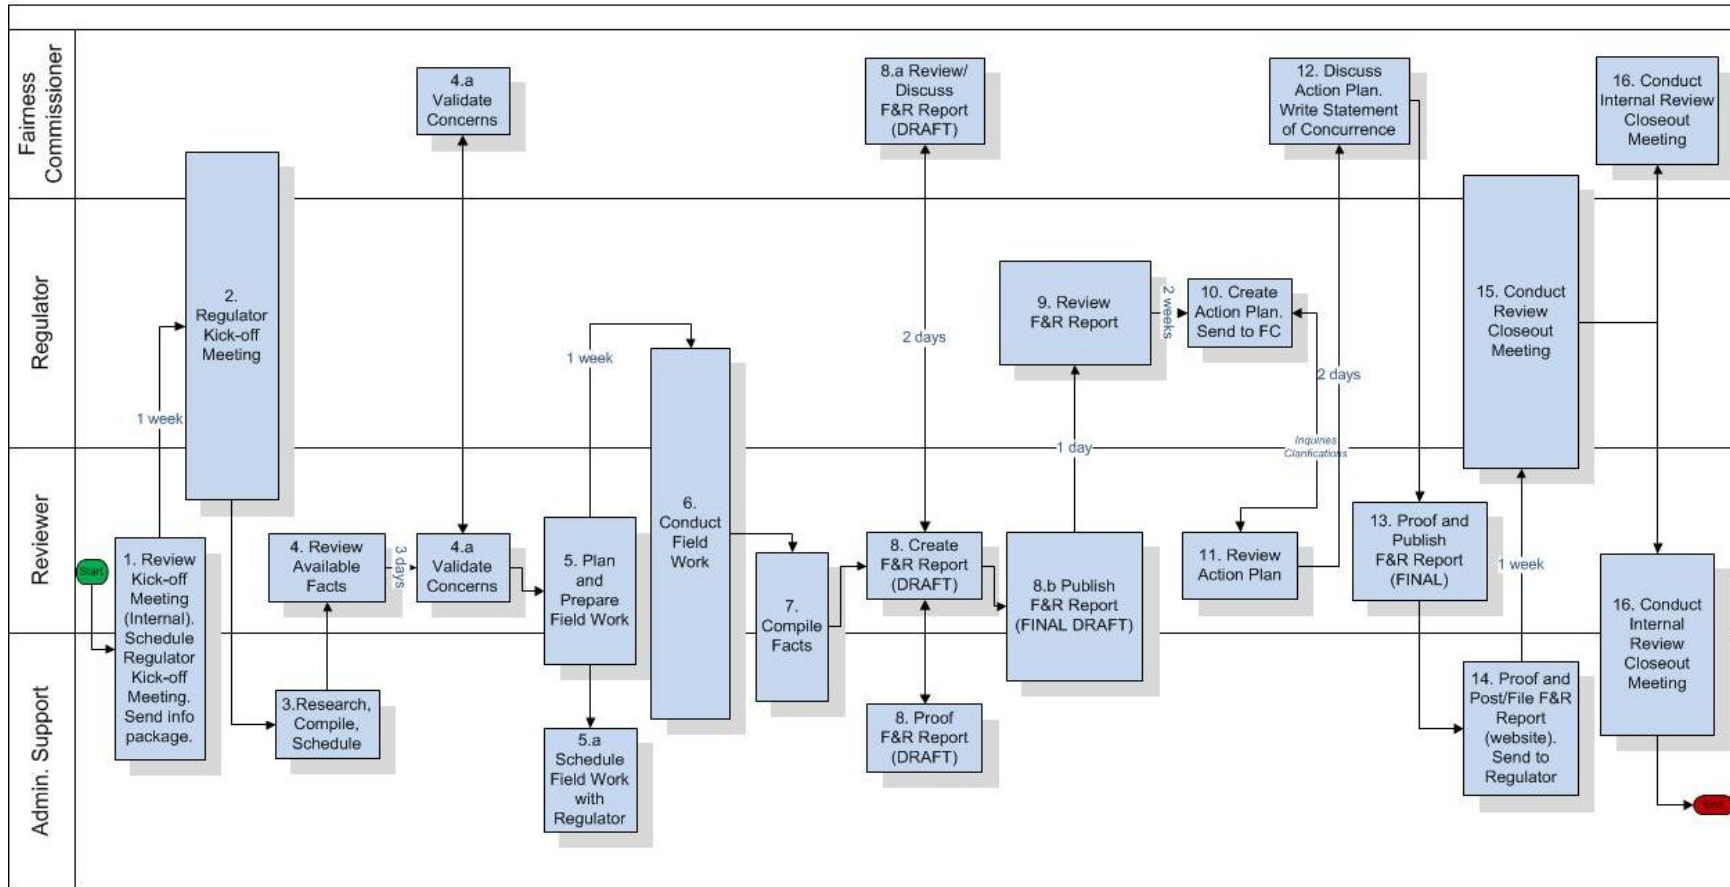 Fairness
Commissioner
Regulator
Reviewer
Admin. Support
Start
1. Review
Kick-off
Meeting
(Internal).
Schedule
Regulator
Kick-off
Meeting.
Send info
package.
1 week
2.
Regulator
Kick-off
Meeting
3.Research,
Compile,
Schedule
4. Review
Available
Facts
3 days
4.a
Validate
Concerns
4.a
Validate
Concerns
5. Plan
and
Prepare
Field Work
5.a
Schedule
Field Work
with
Regulator
1 week
6.
Conduct
Field
Work
7.
Compile
Facts
8.a Review/
Discuss
F&R Report
(DRAFT)
2 days
8. Create
F&R Report
(DRAFT)
8. Proof
F&R Report
(DRAFT)
8.b Publish
F&R Report
(FINAL DRAFT)
1 day
9. Review
F&R Report
2 weeks
10. Create
Action Plan.
Send to FC
Inquiries
Clarifications
11. Review
Action Plan
2 days
12. Discuss
Action Plan.
Write Statement
of Concurrence
13. Proof and
Publish
F&R Report
(FINAL)
14. Proof and
Post/File F&R
Report
(website).
Send to
Regulator
1 week
15. Conduct
Review
Closeout
Meeting
16. Conduct
Internal Review
Closeout
Meeting
16. Conduct
Internal
Review
Closeout
Meeting
End